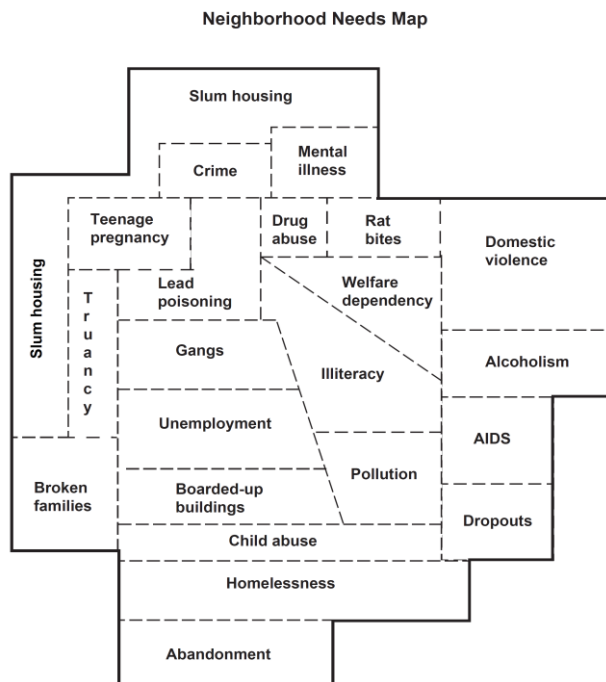 Neighborhood Needs Map
Slum housing
Mental
illness
Crime
Teenage
pregnancy
Drug
abuse
Rat
bites
Domestic
violence
Slum housing
Truancy
Lead
poisoning
Welfare
dependency
Gangs
Illiteracy
Alcoholism
Unemployment
AIDS
Broken
families
Boarded-up
buildings
Pollution
Dropouts
Child abuse
Homelessness
Abandonment